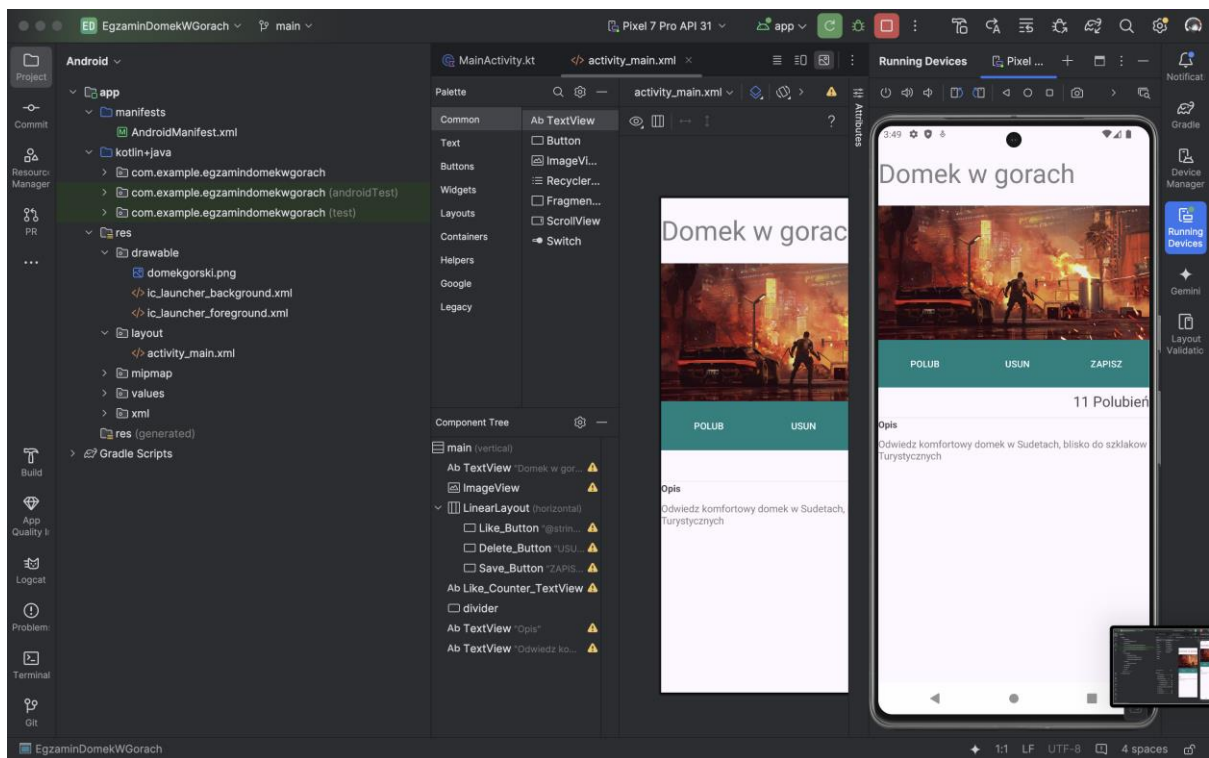 ED EgzaminDomekWGorach main Pixel 7 Pro API 31 app
Project
Commit
Resource
Manager
PR
Build
App
Quality I
Logcat
Problem
Terminal
Git
Android
app
manifests
AndroidManifest.xml
kotlin+java
com.example.egzamindomekwgorach
com.example.egzamindomekwgorach (androidTest)
com.example.egzamindomekwgorach (test)
res
drawable
domekgorski.png
ic_launcher_background.xml
ic_launcher_foreground.xml
layout
activity_main.xml
mipmap
values
xml
res (generated)
Gradle Scripts
MainActivity.kt activity_main.xml
Palette
Common
Text
Buttons
Widgets
Layouts
Containers
Helpers
Google
Legacy
Ab TextView
Button
ImageVi...
Recycler...
Fragmen...
ScrollView
Switch
Component Tree
main (vertical)
Ab TextView "Domek w gor...
ImageView
LinearLayout (horizontal)
Like_Button "@strin...
Delete_Button "USU...
Save_Button "ZAPIS...
Ab Like_Counter_TextView
divider
Ab TextView "Opis"
Ab TextView "Odwiedz ko...
activity_main.xml
?
Attributes
Domek w gorac
POLUB USUN
Opis
Odwiedz komfortowy domek w Sudetach,
Turystycznych
Running Devices Pixel ...
3:49
Domek w gorach
POLUB USUN ZAPISZ
11 Polubień
Opis
Odwiedz komfortowy domek w Sudetach, blisko do szklakow
Turystycznych
Notificat
Gradle
Device
Manager
Running
Devices
Gemini
Layout
Validatic
EgzaminDomekWGorach 1:1 LF UTF-8 4 spaces